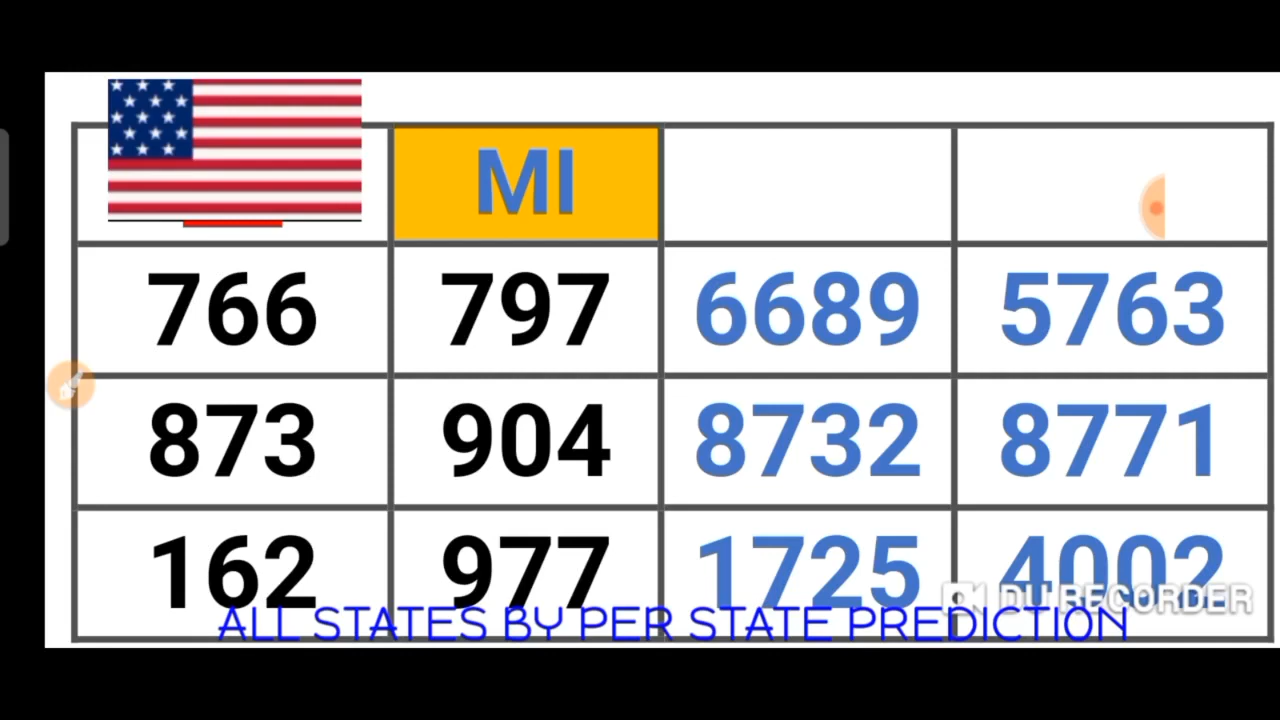 MI
766 797 6689 5763
873 904 8732 8771
162 977 1725 4002
DU RECORDER
ALL STATES BY PER STATE PREDICTION